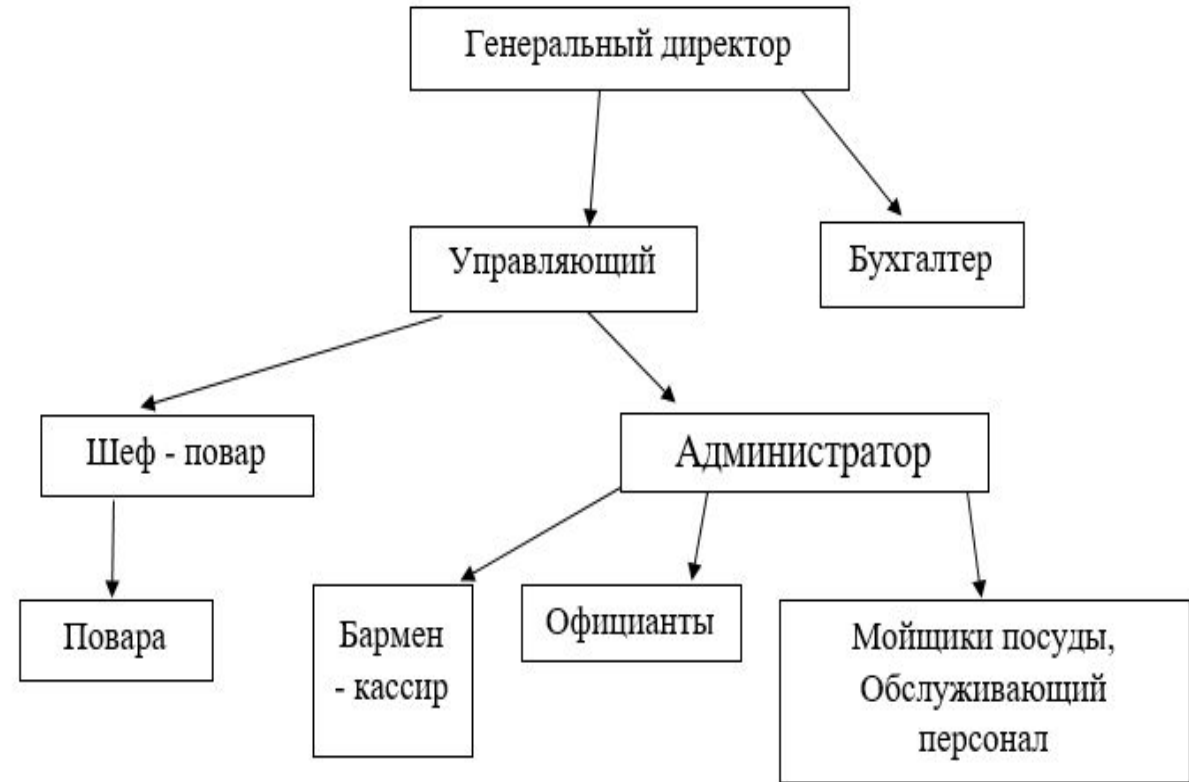 Генеральный директор
Управляющий
Бухгалтер
Шеф - повар
Администратор
Повара
Бармен
- кассир
Официанты
Мойщики посуды,
Обслуживающий
персонал